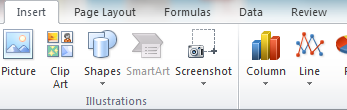 Insert Page Layout Formulas Data Review
Picture Clip Art Shapes SmartArt Screenshot Column Line
Illustrations